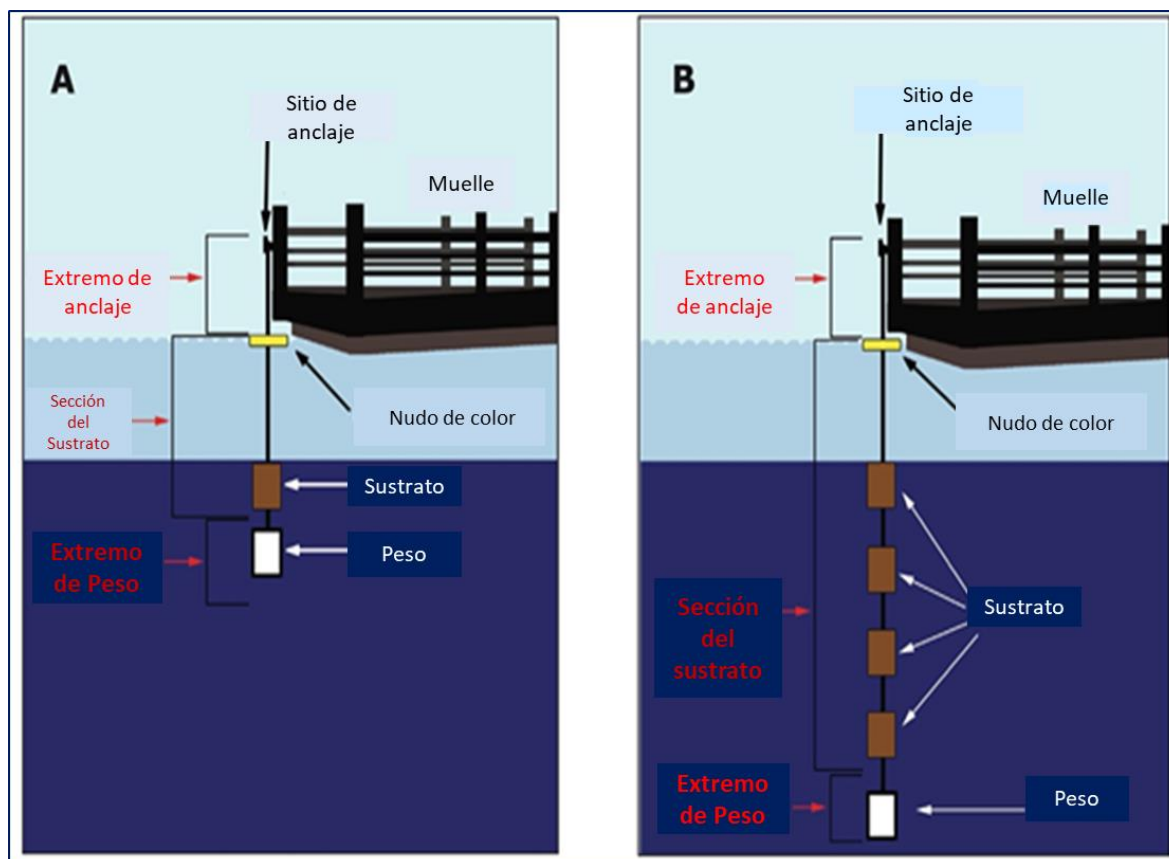 A
Sitio de
anclaje
Muelle
Extremo de
anclaje
Sección
del
Sustrato
Nudo de color
Sustrato
Extremo
de Peso
Peso
B
Sitio de
anclaje
Muelle
Extremo
de anclaje
Nudo de color
Sección
del
sustrato
Sustrato
Extremo
de Peso
Peso